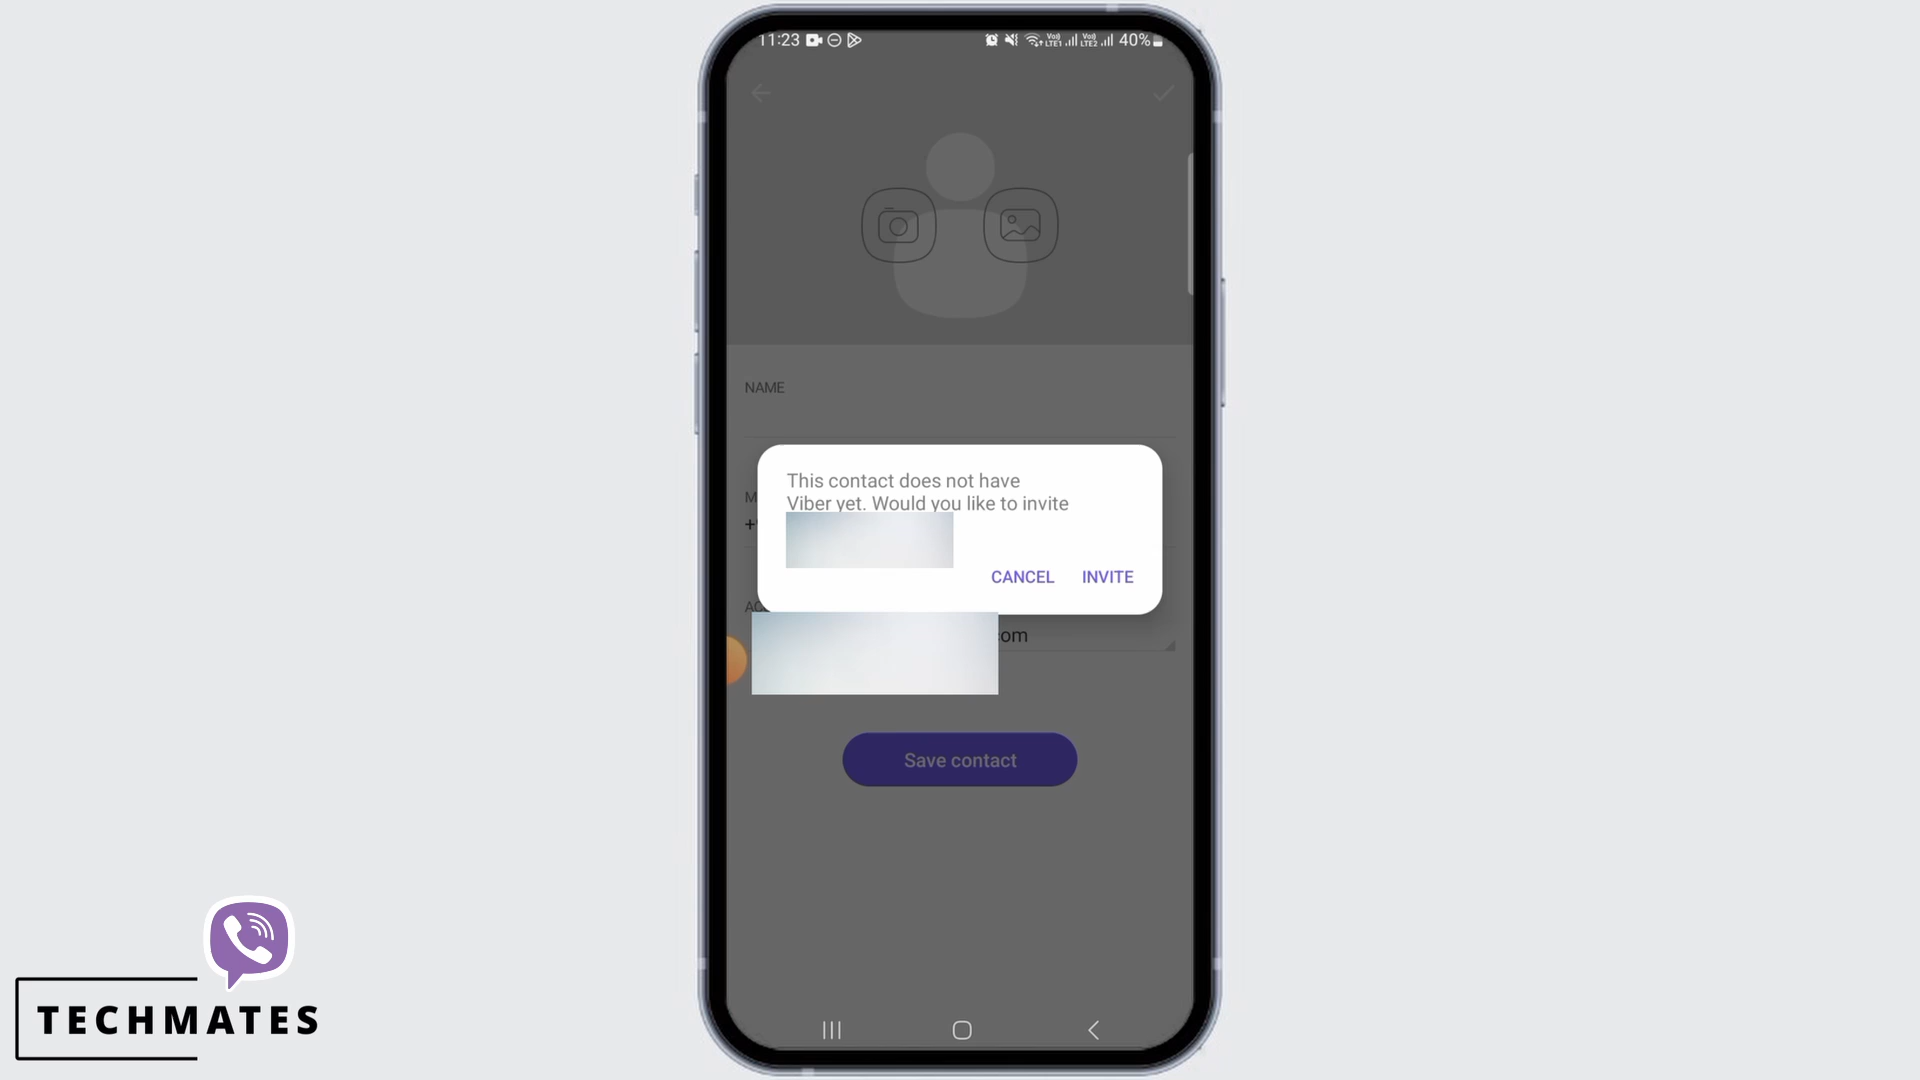 11:23 40%
NAME
This contact does not have
Viber yet. Would you like to invite
+
CANCEL INVITE
com
Save contact
TECHMATES